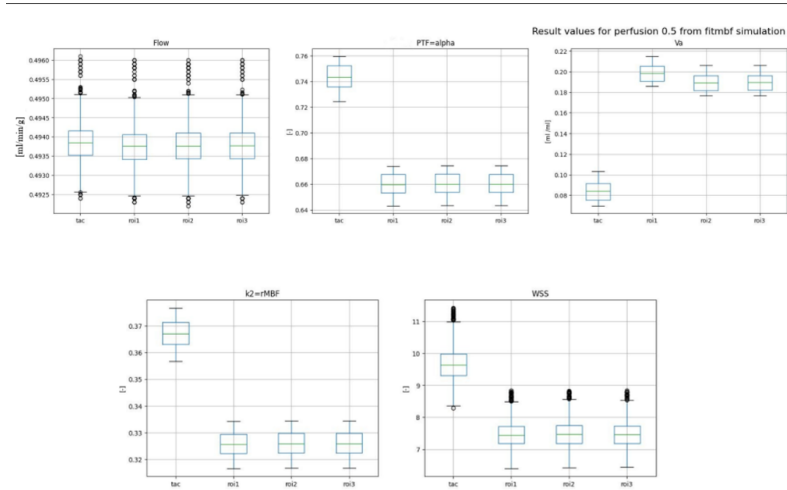 Result values for perfusion 0.5 from fitmbf simulation
Flow
PTF=alpha
Va
0.4960
0.4955
0.4950
0.4945
0.4940
0.4935
0.4930
0.4925
[ml/min/g]
tac roi1 roi2 roi3
0.76
0.74
0.72
0.70
0.68
0.66
0.64
[-]
tac roi1 roi2 roi3
0.22
0.20
0.18
0.16
0.14
0.12
0.10
0.08
[ml /ml]
tac roi1 roi2 roi3
k2=rMBF
WSS
0.37
0.36
0.35
0.34
0.33
0.32
[-]
tac roi1 roi2 roi3
11
10
9
8
7
[-]
tac roi1 roi2 roi3